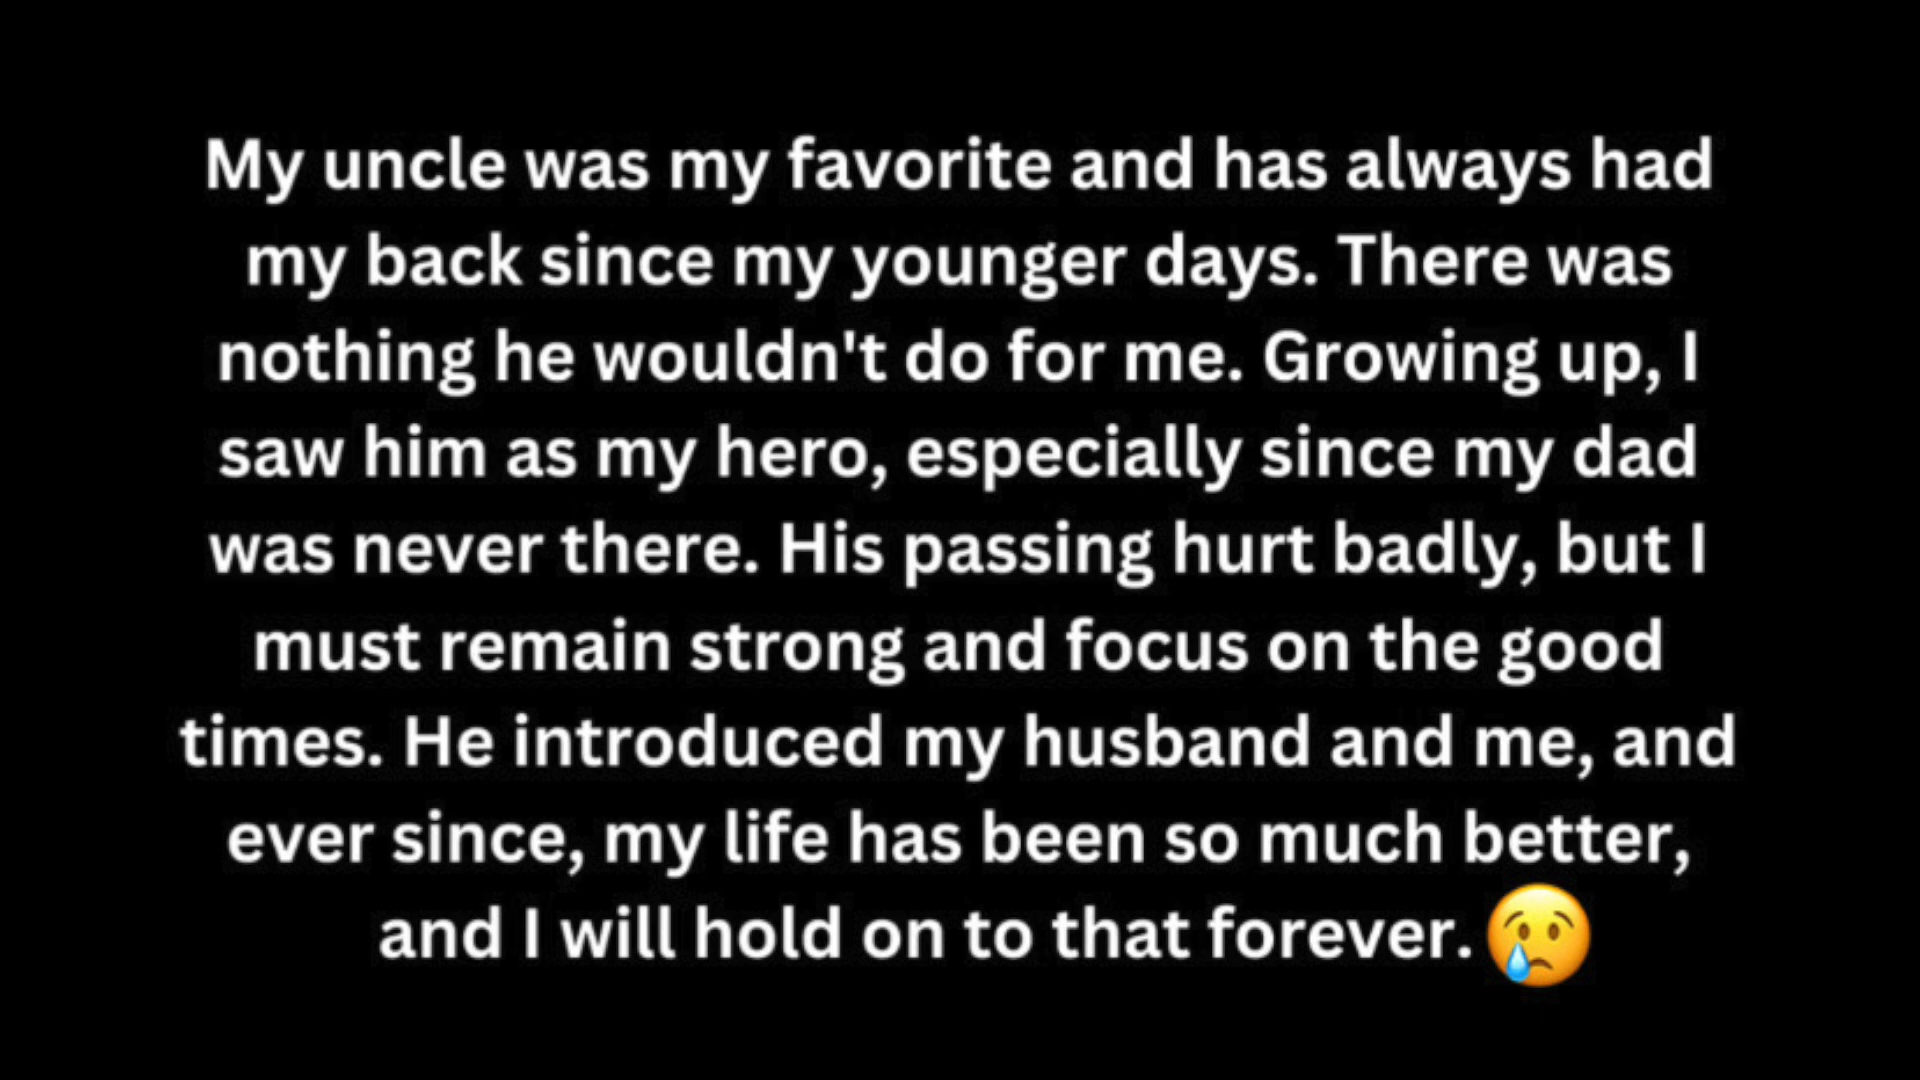 My uncle was my favorite and has always had
my back since my younger days. There was
nothing he wouldn't do for me. Growing up, I
saw him as my hero, especially since my dad
was never there. His passing hurt badly, but I
must remain strong and focus on the good
times. He introduced my husband and me, and
ever since, my life has been so much better,
and I will hold on to that forever. 😢